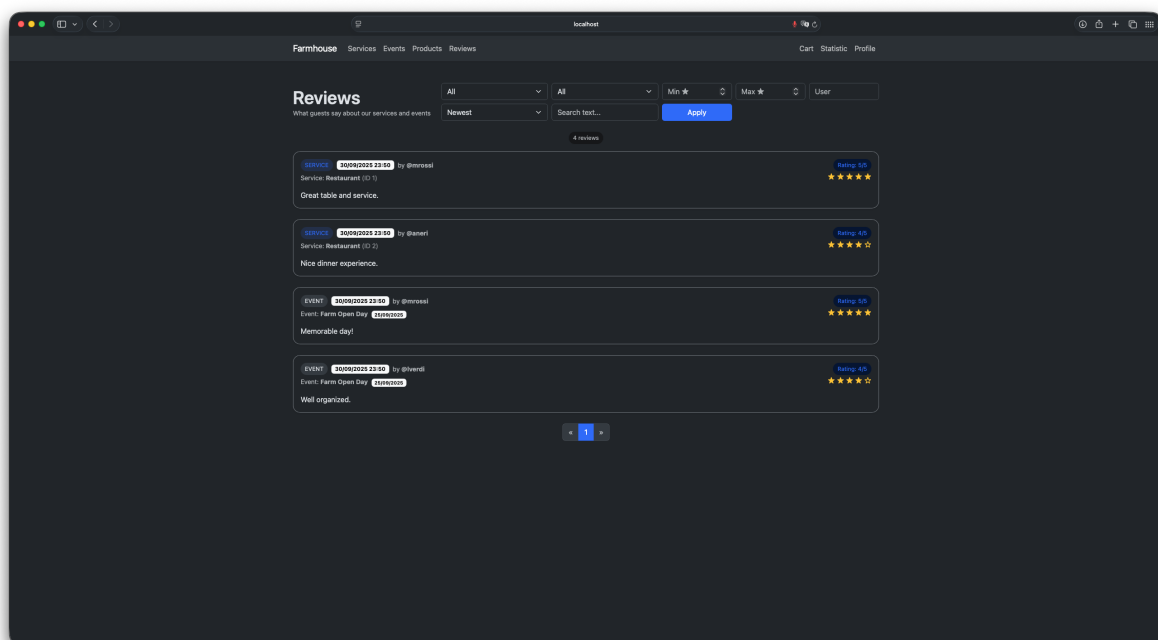 localhost
Farmhouse Services Events Products Reviews Cart Statistic Profile
Reviews
What guests say about our services and events
All All Min ★ Max ★ User
Newest Search text... Apply
4 reviews
SERVICE 30/09/2025 23:50 by @mrossi Rating: 5/5
Service: Restaurant (ID 1) ★★★★★
Great table and service.
SERVICE 30/09/2025 23:50 by @aneri Rating: 4/5
Service: Restaurant (ID 2) ★★★★☆
Nice dinner experience.
EVENT 30/09/2025 23:50 by @mrossi Rating: 5/5
Event: Farm Open Day 25/09/2025 ★★★★★
Memorable day!
EVENT 30/09/2025 23:50 by @lverdi Rating: 4/5
Event: Farm Open Day 25/09/2025 ★★★★☆
Well organized.
« 1 »